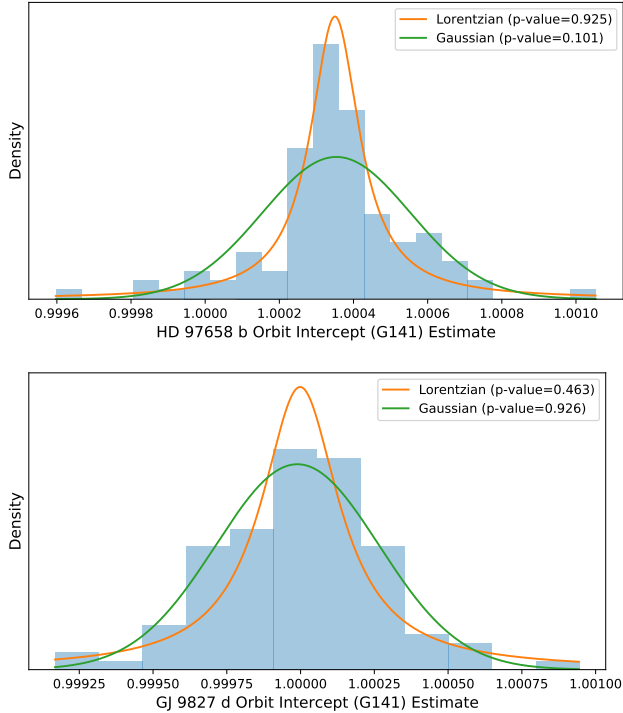 Lorentzian (p-value=0.925)
Gaussian (p-value=0.101)
Density
0.9996 0.9998 1.0000 1.0002 1.0004 1.0006 1.0008 1.0010
HD 97658 b Orbit Intercept (G141) Estimate
Lorentzian (p-value=0.463)
Gaussian (p-value=0.926)
Density
0.99925 0.99950 0.99975 1.00000 1.00025 1.00050 1.00075 1.00100
GJ 9827 d Orbit Intercept (G141) Estimate